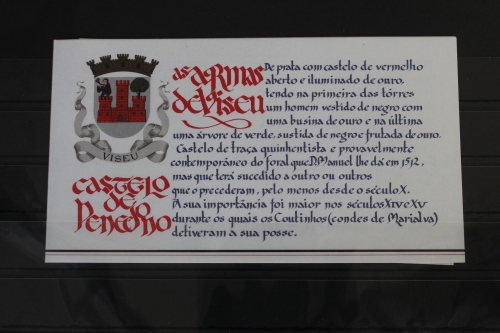 as armas
de Viseu
De prata com castelo de vermelho
aberto e iluminado de ouro,
tendo na primeira das tôrres
um homem vestido de negro com
uma busina de ouro e na última
uma árvore de verde, sustida de negro e frutada de ouro.
Castelo de traça quinhentista e provavelmente
contemporâneo do foral que D. Manuel lhe dá em 1512,
mas que terá sucedido a outro ou outros
que o precederam, pelo menos desde o século X.
A sua importância foi maior nos séculos XIV e XV
durante os quais os Coutinhos (condes de Marialva)
detiveram a sua posse.
VISEU
castelo
de
Penedono